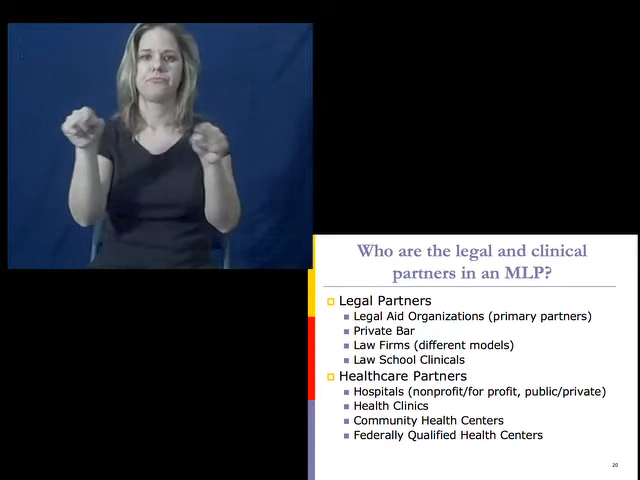 Who are the legal and clinical
partners in an MLP?
Legal Partners
Legal Aid Organizations (primary partners)
Private Bar
Law Firms (different models)
Law School Clinicals
Healthcare Partners
Hospitals (nonprofit/for profit, public/private)
Health Clinics
Community Health Centers
Federally Qualified Health Centers
20